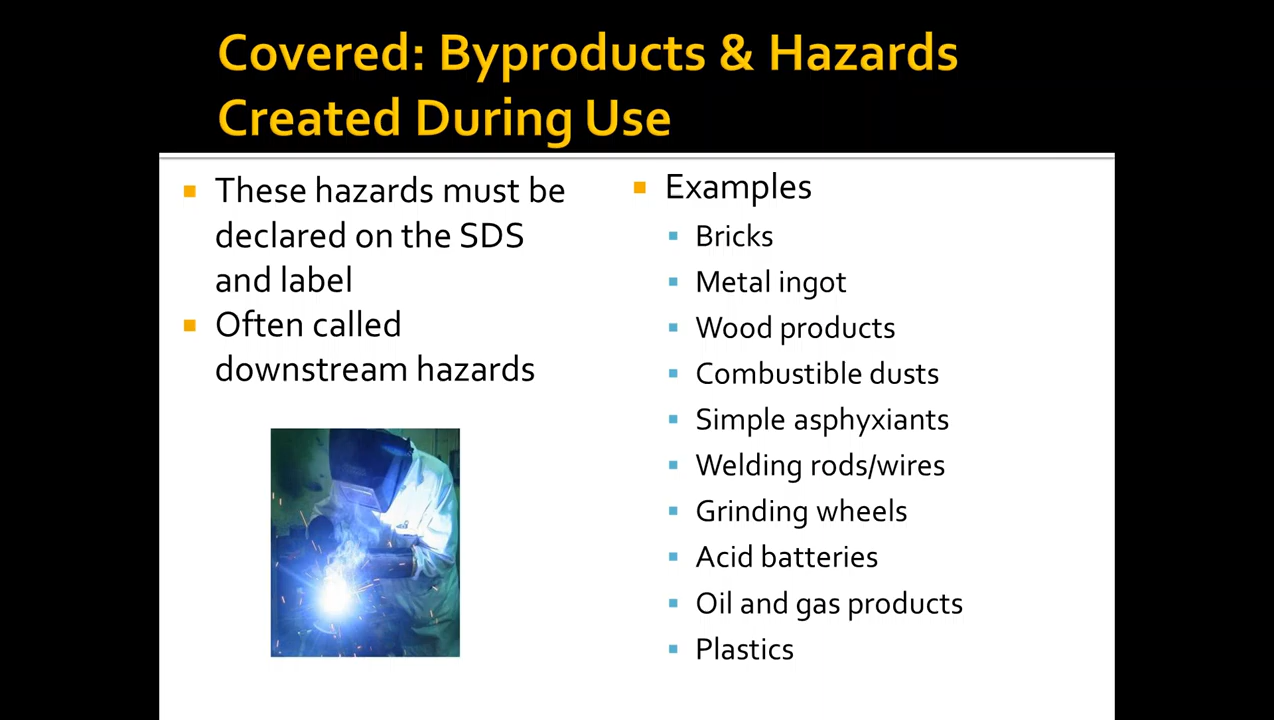 Covered: Byproducts & Hazards
Created During Use
These hazards must be
declared on the SDS
and label
Often called
downstream hazards
Examples
Bricks
Metal ingot
Wood products
Combustible dusts
Simple asphyxiants
Welding rods/wires
Grinding wheels
Acid batteries
Oil and gas products
Plastics